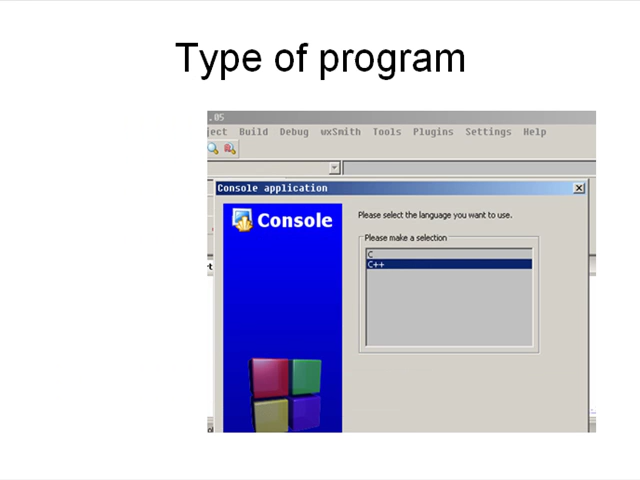 Type of program
.05
ject Build Debug wxSmith Tools Plugins Settings Help
Console application
Console
Please select the language you want to use.
Please make a selection
C
C++